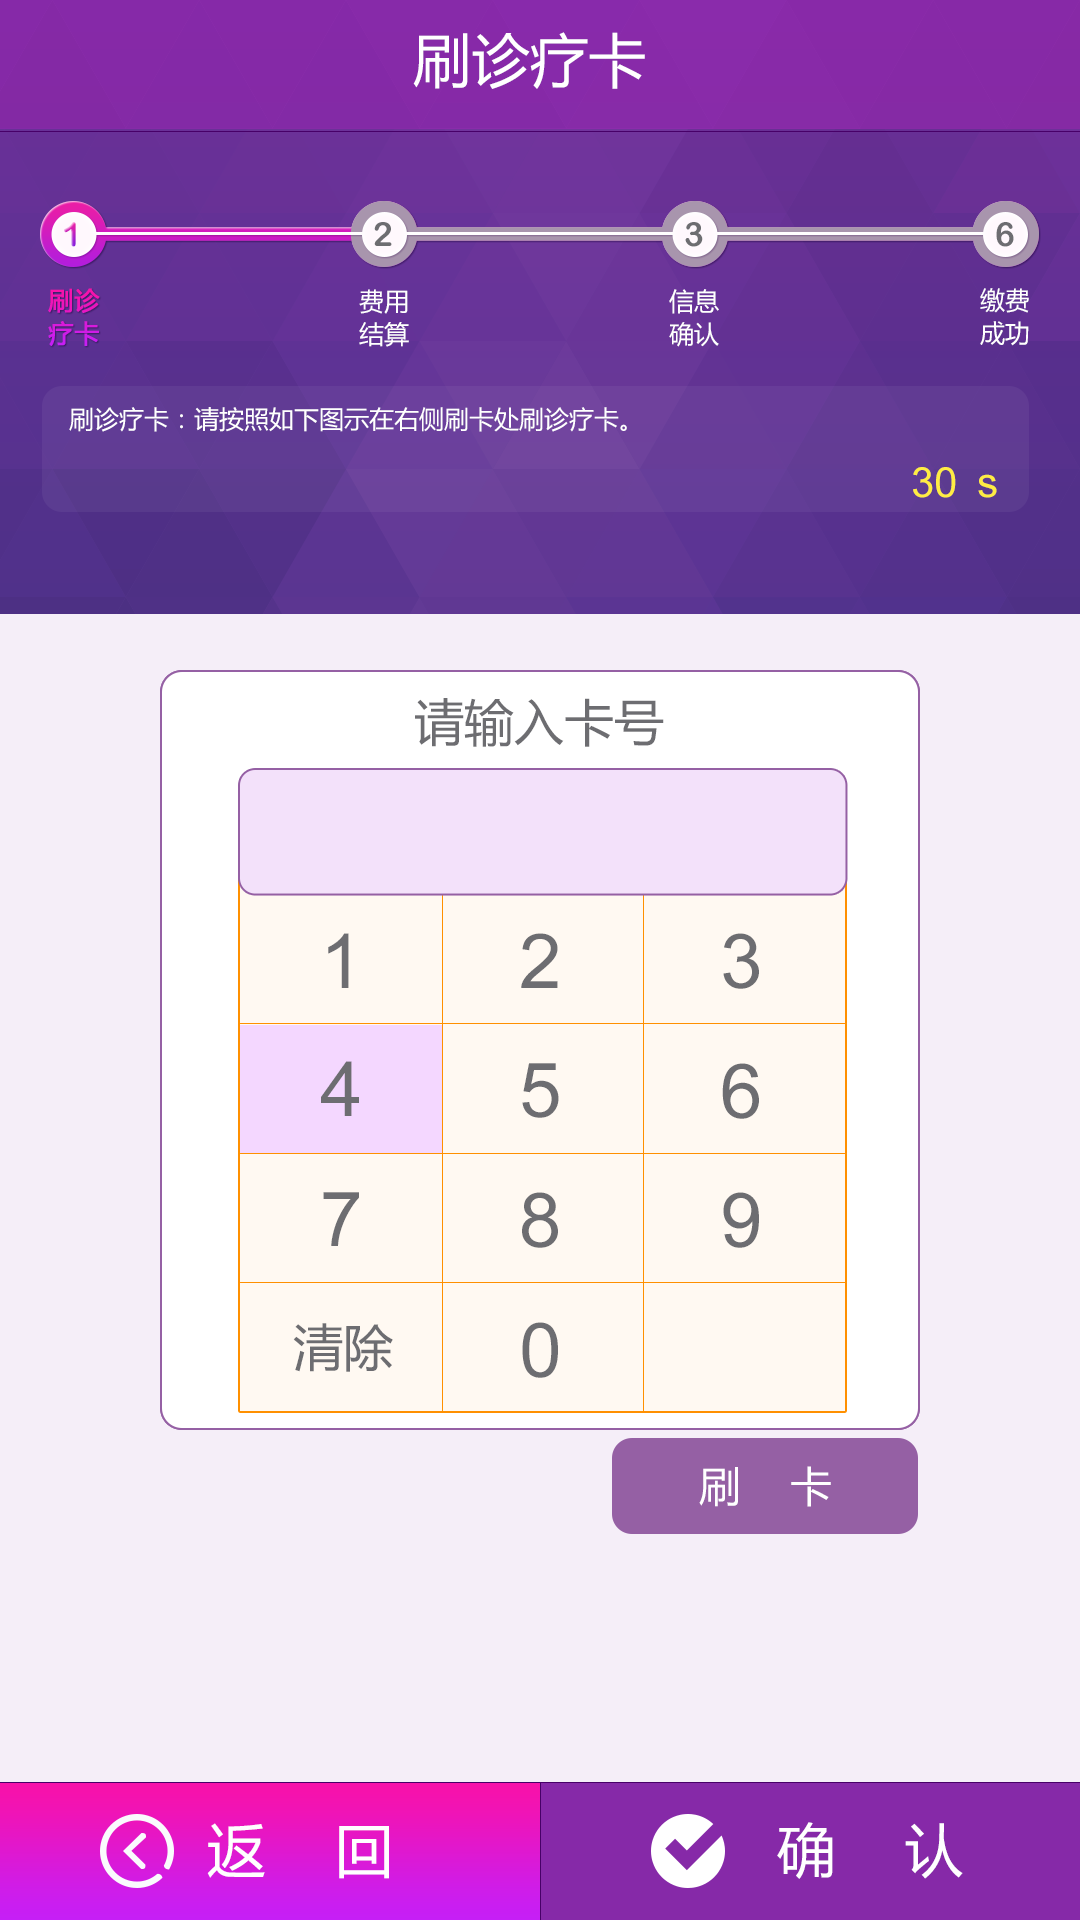 刷诊疗卡
1 2 3 6
刷诊 费用 信息 缴费
疗卡 结算 确认 成功
刷诊疗卡：请按照如下图示在右侧刷卡处刷诊疗卡。
30 s
请输入卡号
1 2 3
4 5 6
7 8 9
清除 0
刷 卡
返 回 确 认